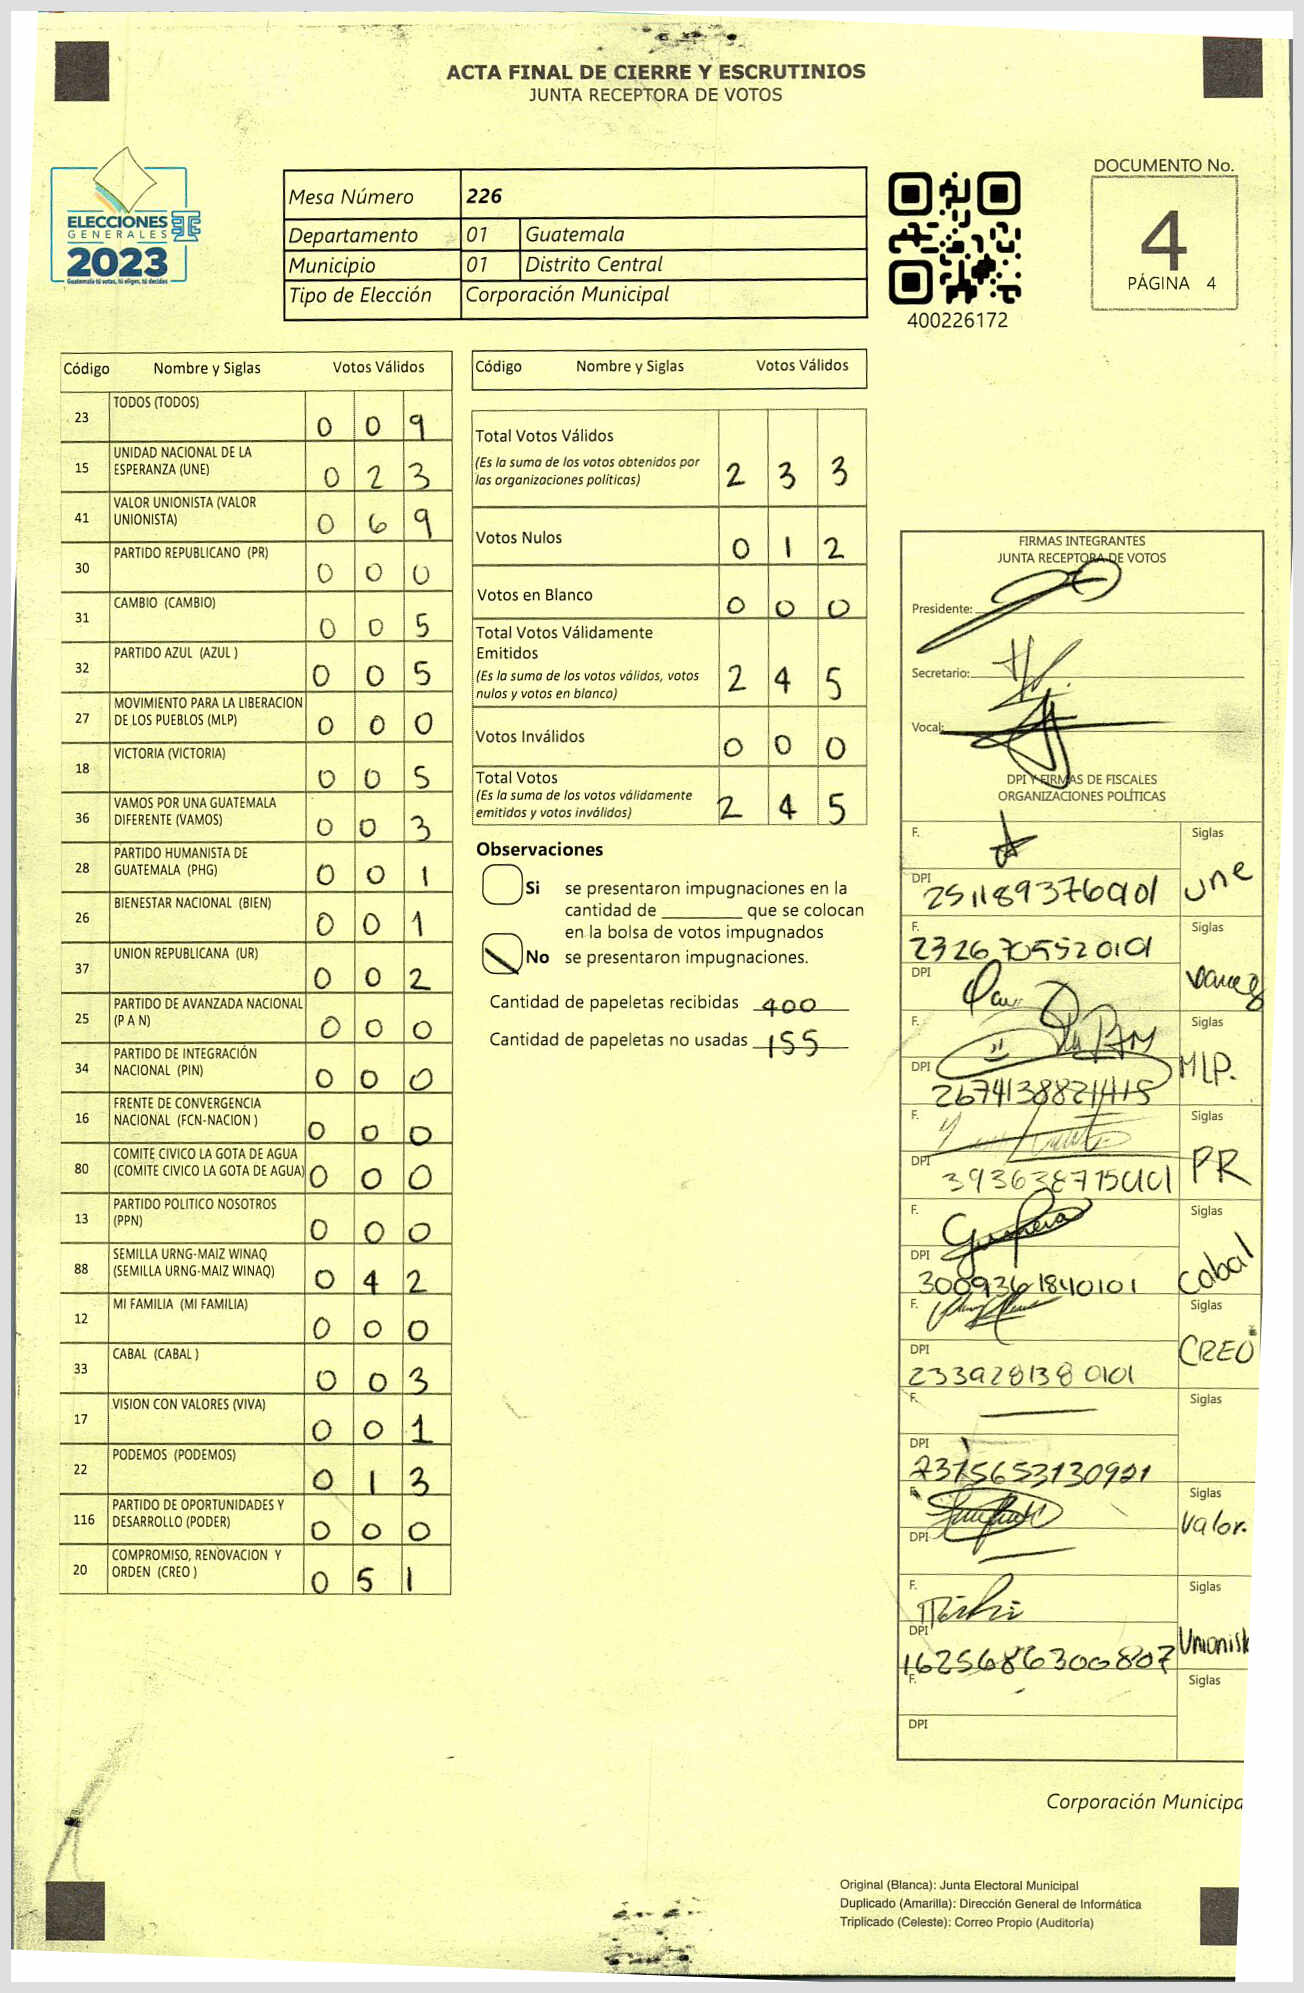 ACTA FINAL DE CIERRE Y ESCRUTINIOS
JUNTA RECEPTORA DE VOTOS
ELECCIONES
GENERALES
2023
Guatemala tú votas, tú eliges, tú decides
Mesa Número 226
Departamento 01 Guatemala
Municipio 01 Distrito Central
Tipo de Elección Corporación Municipal
400226172
DOCUMENTO No.
4
PÁGINA 4
Código Nombre y Siglas Votos Válidos
23 TODOS (TODOS) 0 0 9
15 UNIDAD NACIONAL DE LA
ESPERANZA (UNE) 0 2 3
41 VALOR UNIONISTA (VALOR
UNIONISTA) 0 6 9
30 PARTIDO REPUBLICANO (PR) 0 0 0
31 CAMBIO (CAMBIO) 0 0 5
32 PARTIDO AZUL (AZUL ) 0 0 5
27 MOVIMIENTO PARA LA LIBERACION
DE LOS PUEBLOS (MLP) 0 0 0
18 VICTORIA (VICTORIA) 0 0 5
36 VAMOS POR UNA GUATEMALA
DIFERENTE (VAMOS) 0 0 3
28 PARTIDO HUMANISTA DE
GUATEMALA (PHG) 0 0 1
26 BIENESTAR NACIONAL (BIEN) 0 0 1
37 UNION REPUBLICANA (UR) 0 0 2
25 PARTIDO DE AVANZADA NACIONAL
(P A N) 0 0 0
34 PARTIDO DE INTEGRACIÓN
NACIONAL (PIN) 0 0 0
16 FRENTE DE CONVERGENCIA
NACIONAL (FCN-NACION ) 0 0 0
80 COMITE CIVICO LA GOTA DE AGUA
(COMITE CIVICO LA GOTA DE AGUA) 0 0 0
13 PARTIDO POLITICO NOSOTROS
(PPN) 0 0 0
88 SEMILLA URNG-MAIZ WINAQ
(SEMILLA URNG-MAIZ WINAQ) 0 4 2
12 MI FAMILIA (MI FAMILIA) 0 0 0
33 CABAL (CABAL ) 0 0 3
17 VISION CON VALORES (VIVA) 0 0 1
22 PODEMOS (PODEMOS) 0 1 3
116 PARTIDO DE OPORTUNIDADES Y
DESARROLLO (PODER) 0 0 0
20 COMPROMISO, RENOVACION Y
ORDEN (CREO ) 0 5 1
Código Nombre y Siglas Votos Válidos
Total Votos Válidos
(Es la suma de los votos obtenidos por
las organizaciones políticas) 2 3 3
Votos Nulos 0 1 2
Votos en Blanco 0 0 0
Total Votos Válidamente
Emitidos
(Es la suma de los votos válidos, votos
nulos y votos en blanco) 2 4 5
Votos Inválidos 0 0 0
Total Votos
(Es la suma de los votos válidamente
emitidos y votos inválidos) 2 4 5
Observaciones
Si se presentaron impugnaciones en la
cantidad de ________ que se colocan
en la bolsa de votos impugnados
No se presentaron impugnaciones.
Cantidad de papeletas recibidas 400
Cantidad de papeletas no usadas 155
FIRMAS INTEGRANTES
JUNTA RECEPTORA DE VOTOS
Presidente:
Secretario:
Vocal:
DPI Y FIRMAS DE FISCALES
ORGANIZACIONES POLÍTICAS
F. Siglas
DPI une
F. Siglas
2326705520101
DPI
F. Siglas
DPI MLP.
F. Siglas
DPI PR
F. Siglas
DPI Cabal
3009361840101
F. Siglas
DPI CREO
2339281380101
F. Siglas
DPI
F. Siglas
DPI Valor.
F. Siglas
DPI
1625686300807
F. Siglas
DPI
Corporación Municipa
Original (Blanca): Junta Electoral Municipal
Duplicado (Amarilla): Dirección General de Informática
Triplicado (Celeste): Correo Propio (Auditoría)